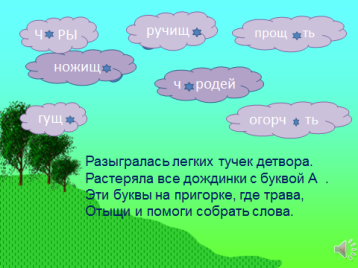 Ч РЫ
ручищ
прощ ть
ножищ
ч родей
гущ
огорч ть
Разыгралась легких тучек детвора.
Растеряла все дождинки с буквой А .
Эти буквы на пригорке, где трава,
Отыщи и помоги собрать слова.